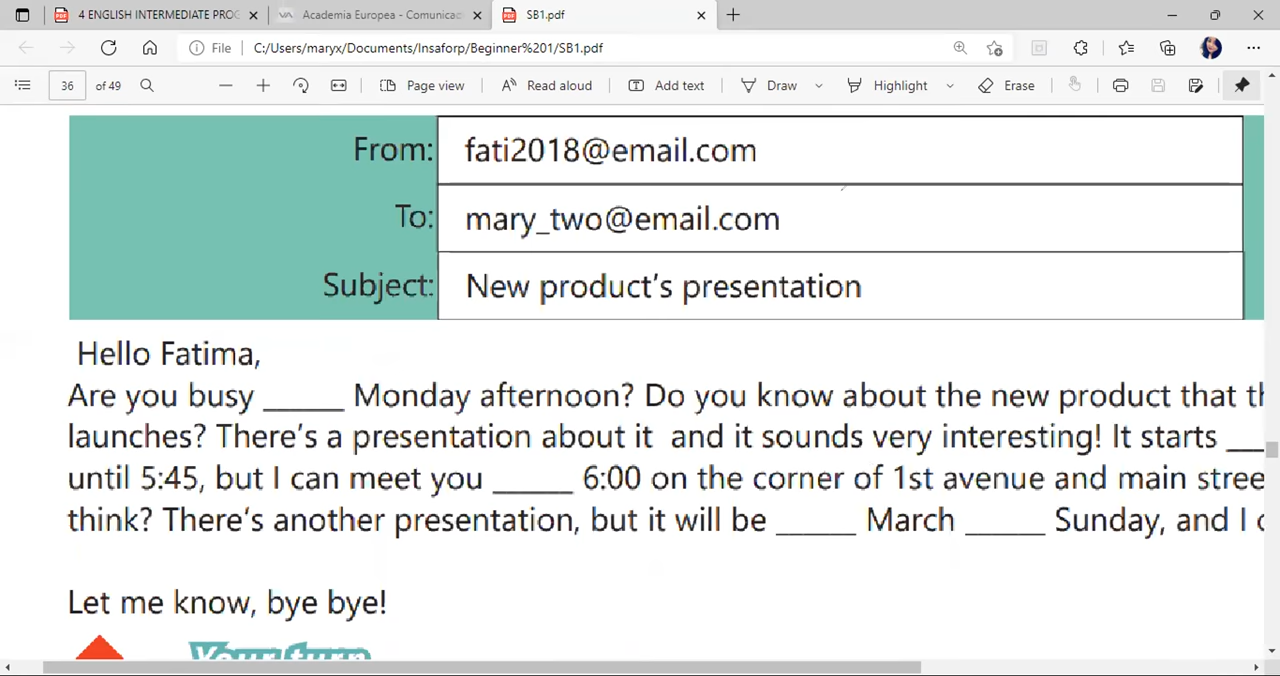 4 ENGLISH INTERMEDIATE PROG
Academia Europea - Comunicac
SB1.pdf
File
C:/Users/maryx/Documents/Insaforp/Beginner%201/SB1.pdf
36 of 49
Page view
Read aloud
Add text
Draw
Highlight
Erase
From: fati2018@email.com
To: mary_two@email.com
Subject: New product's presentation
Hello Fatima,
Are you busy ______ Monday afternoon? Do you know about the new product that th
launches? There's a presentation about it and it sounds very interesting! It starts ___
until 5:45, but I can meet you ______ 6:00 on the corner of 1st avenue and main stree
think? There's another presentation, but it will be ______ March ______ Sunday, and I c
Let me know, bye bye!
Your turn